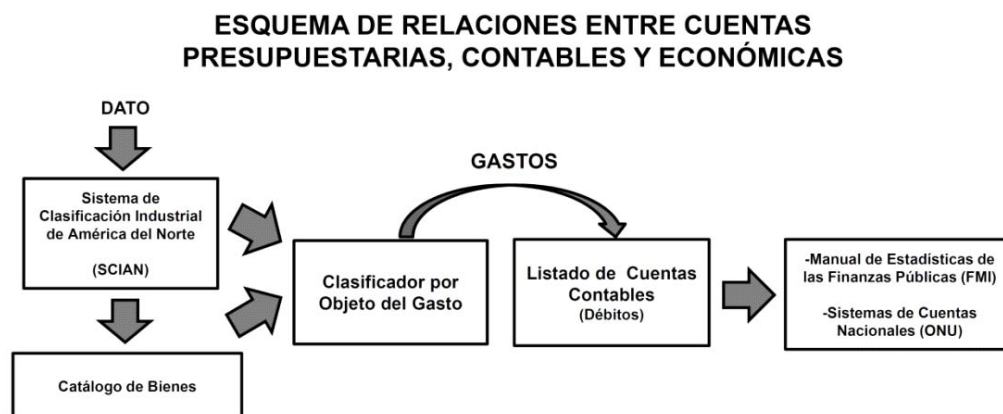 ESQUEMA DE RELACIONES ENTRE CUENTAS
PRESUPUESTARIAS, CONTABLES Y ECONÓMICAS
DATO
GASTOS
Sistema de
Clasificación Industrial
de América del Norte
(SCIAN)
Clasificador por
Objeto del Gasto
Listado de Cuentas
Contables
(Débitos)
-Manual de Estadísticas de
las Finanzas Públicas (FMI)
-Sistemas de Cuentas
Nacionales (ONU)
Catálogo de Bienes